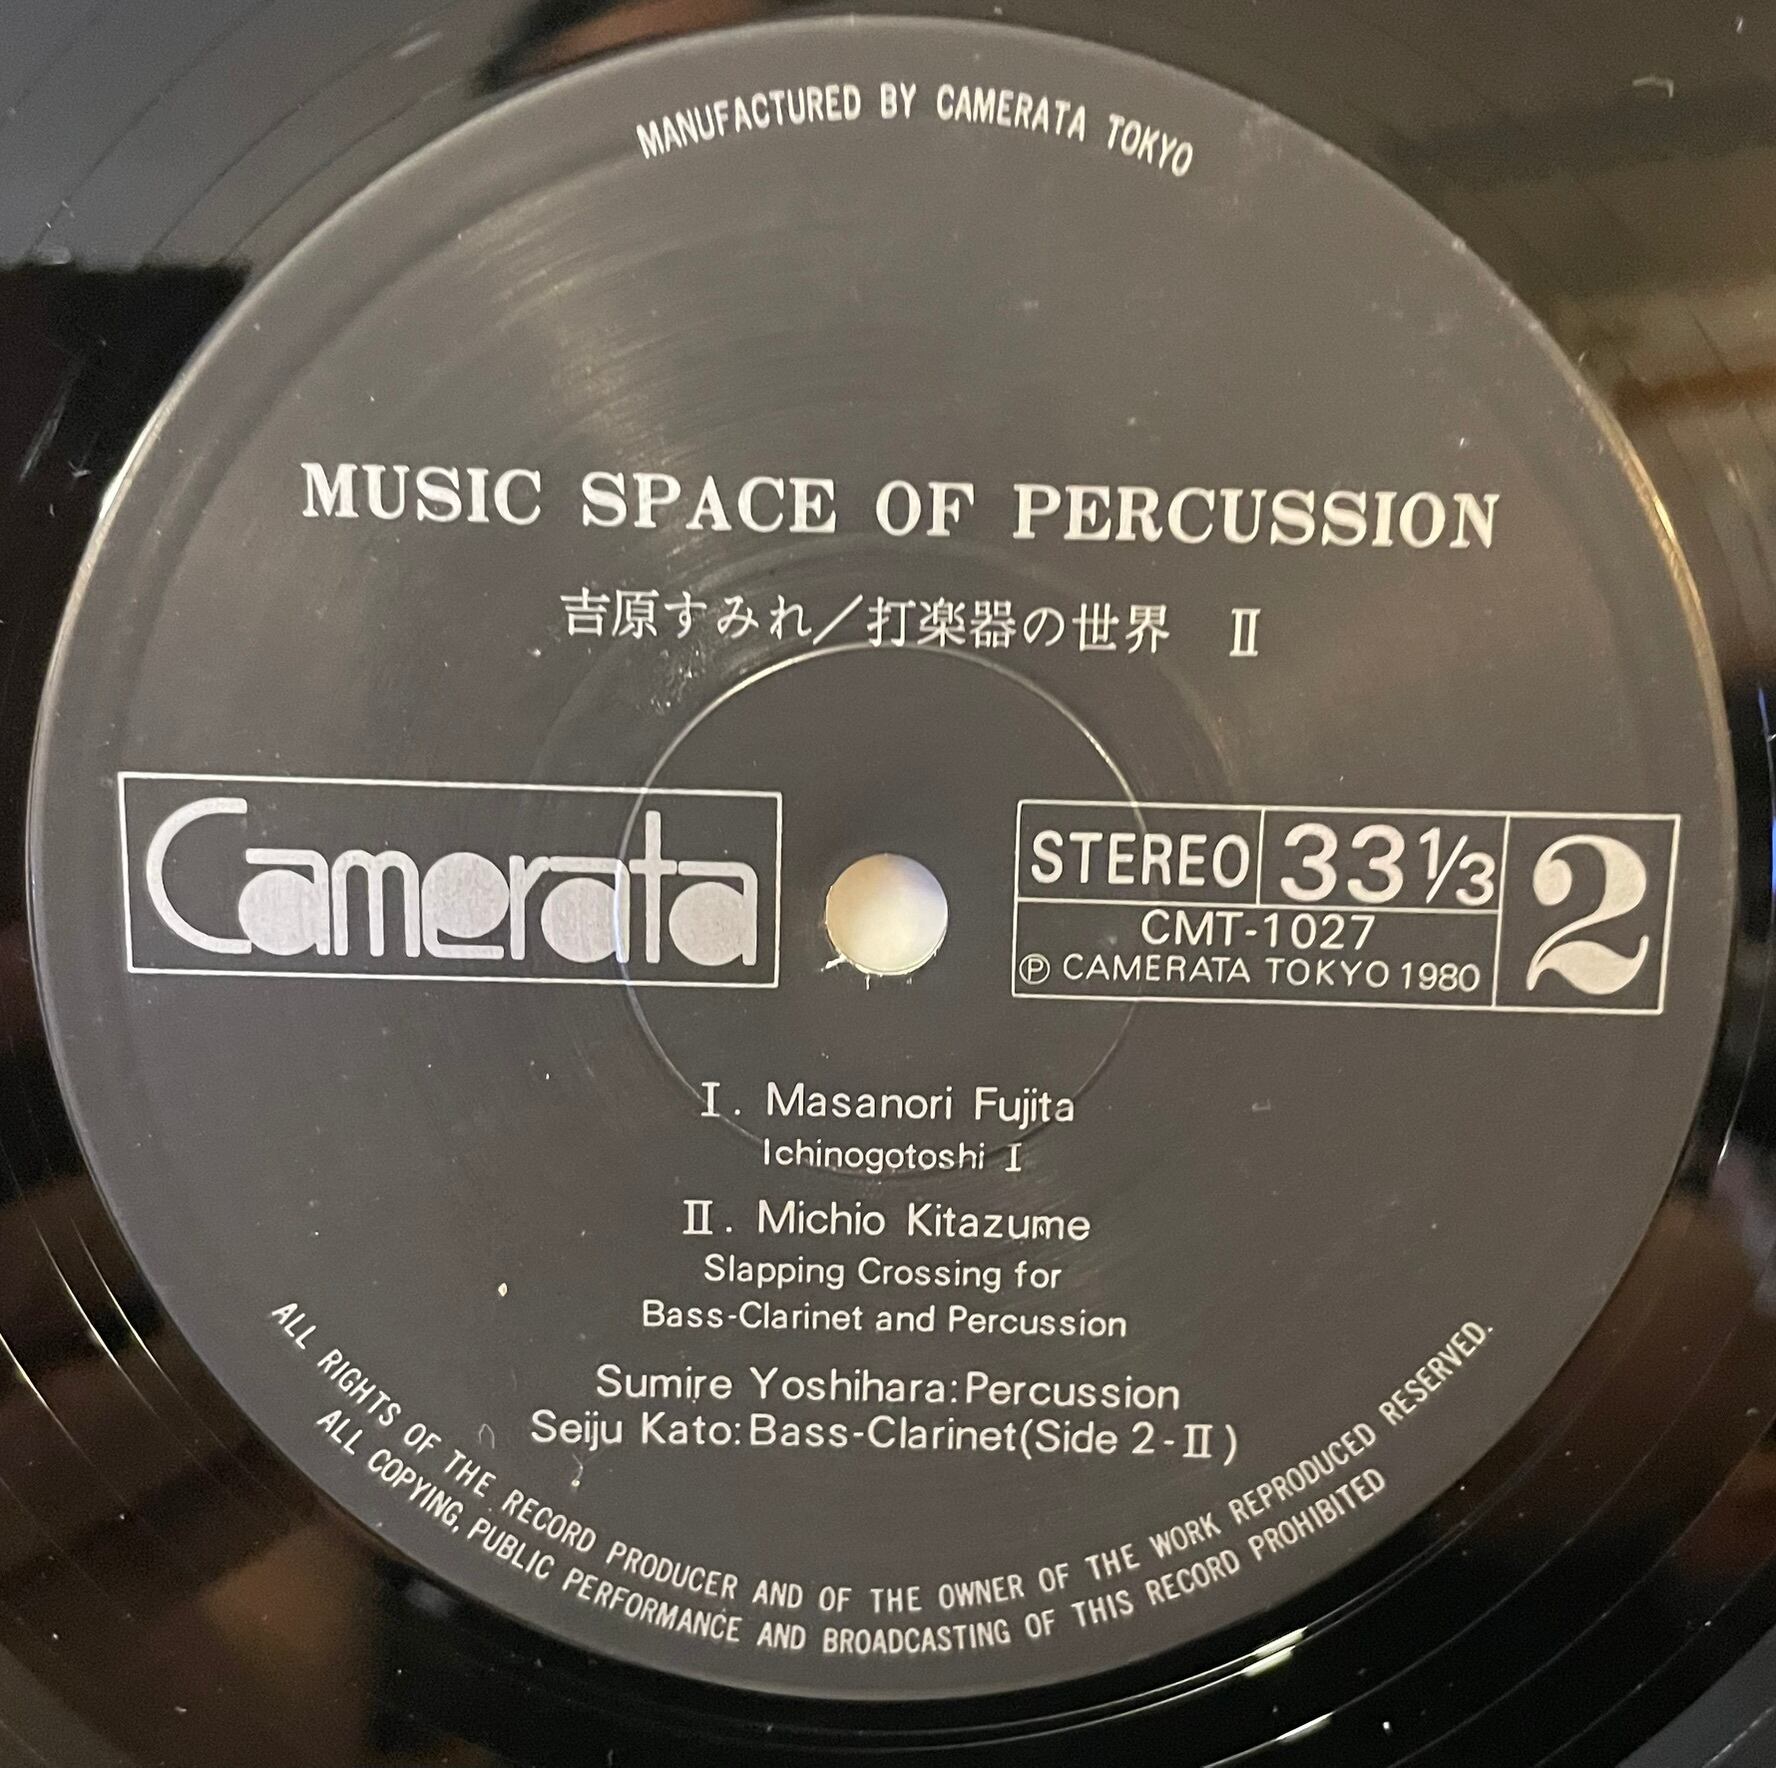 MANUFACTURED BY CAMERATA TOKYO
MUSIC SPACE OF PERCUSSION
吉原すみれ／打楽器の世界 Ⅱ
Camerata
STEREO 33 1/3 2
CMT-1027
Ⓟ CAMERATA TOKYO 1980
Ⅰ. Masanori Fujita
Ichinogotoshi Ⅰ
Ⅱ. Michio Kitazume
Slapping Crossing for
Bass-Clarinet and Percussion
Sumire Yoshihara:Percussion
Seiju Kato:Bass-Clarinet(Side 2-Ⅱ)
ALL RIGHTS OF THE RECORD PRODUCER AND OF THE OWNER OF THE WORK REPRODUCED RESERVED.
ALL COPYING, PUBLIC PERFORMANCE AND BROADCASTING OF THIS RECORD PROHIBITED